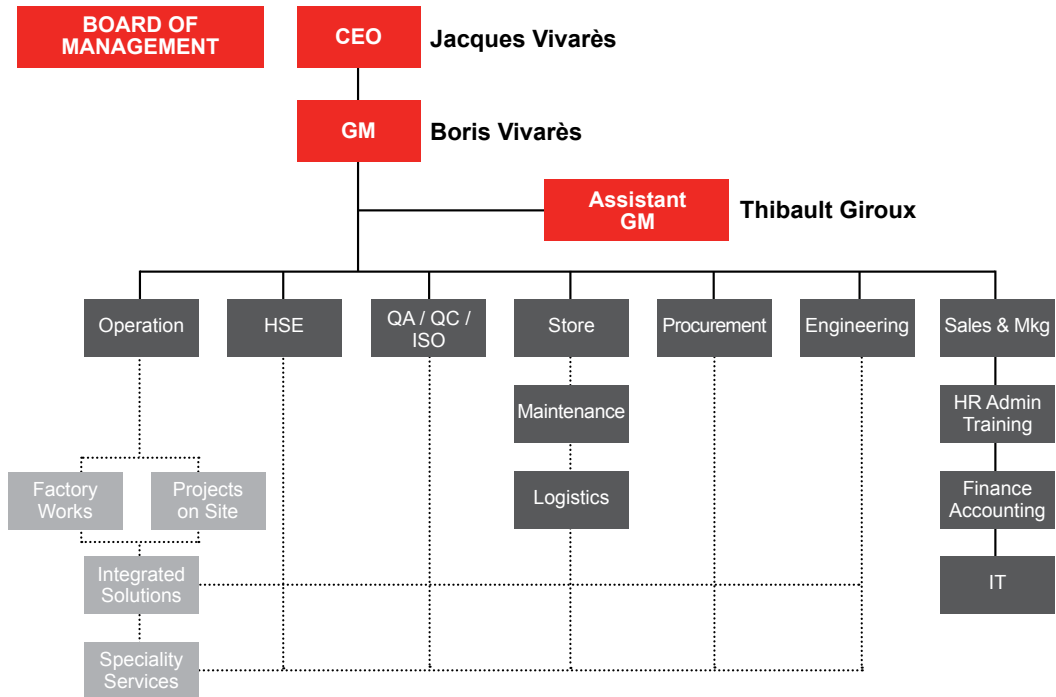 BOARD OF
MANAGEMENT
CEO
Jacques Vivarès
GM
Boris Vivarès
Assistant
GM
Thibault Giroux
Operation
HSE
QA / QC /
ISO
Store
Procurement
Engineering
Sales & Mkg
Maintenance
HR Admin
Training
Factory
Works
Projects
on Site
Logistics
Finance
Accounting
Integrated
Solutions
IT
Speciality
Services